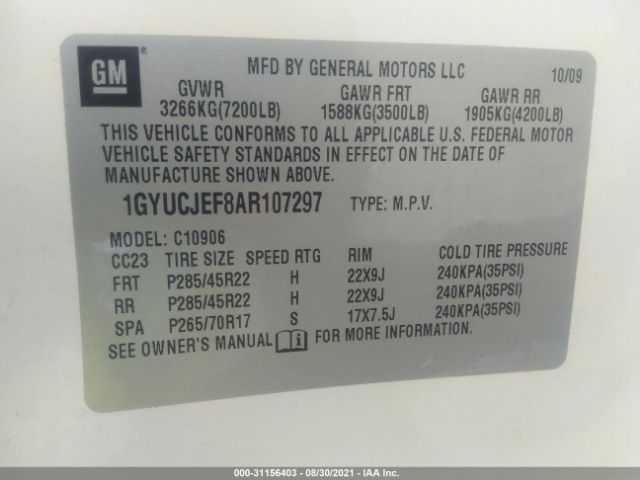 GM ®
MFD BY GENERAL MOTORS LLC 10/09
GVWR GAWR FRT GAWR RR
3266KG(7200LB) 1588KG(3500LB) 1905KG(4200LB)
THIS VEHICLE CONFORMS TO ALL APPLICABLE U.S. FEDERAL MOTOR
VEHICLE SAFETY STANDARDS IN EFFECT ON THE DATE OF
MANUFACTURE SHOWN ABOVE.
1GYUCJEF8AR107297 TYPE: M.P.V.
MODEL: C10906
CC23 TIRE SIZE SPEED RTG RIM COLD TIRE PRESSURE
FRT P285/45R22 H 22X9J 240KPA(35PSI)
RR P285/45R22 H 22X9J 240KPA(35PSI)
SPA P265/70R17 S 17X7.5J 240KPA(35PSI)
SEE OWNER'S MANUAL i FOR MORE INFORMATION.
000-31156403 - 08/30/2021 - IAA Inc.